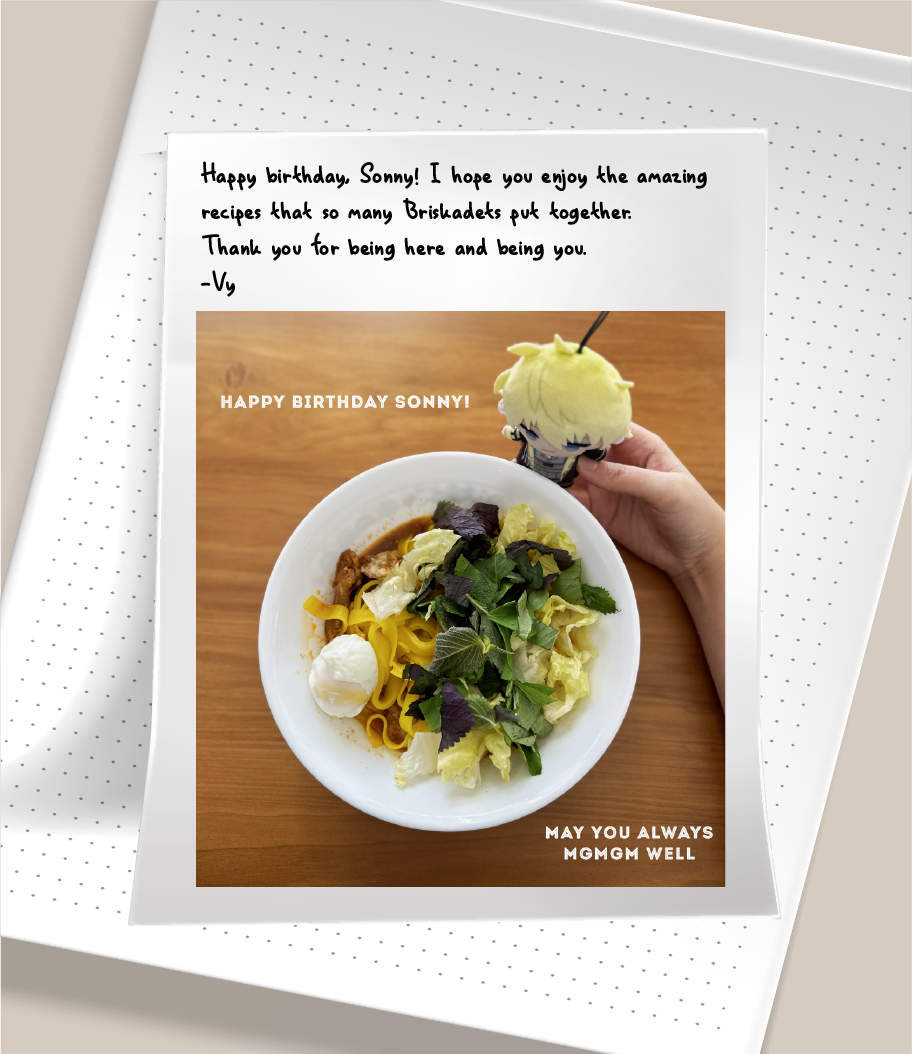 Happy birthday, Sonny! I hope you enjoy the amazing
recipes that so many Briskadets put together.
Thank you for being here and being you.
-Vy
HAPPY BIRTHDAY SONNY!
MAY YOU ALWAYS
MGMGM WELL